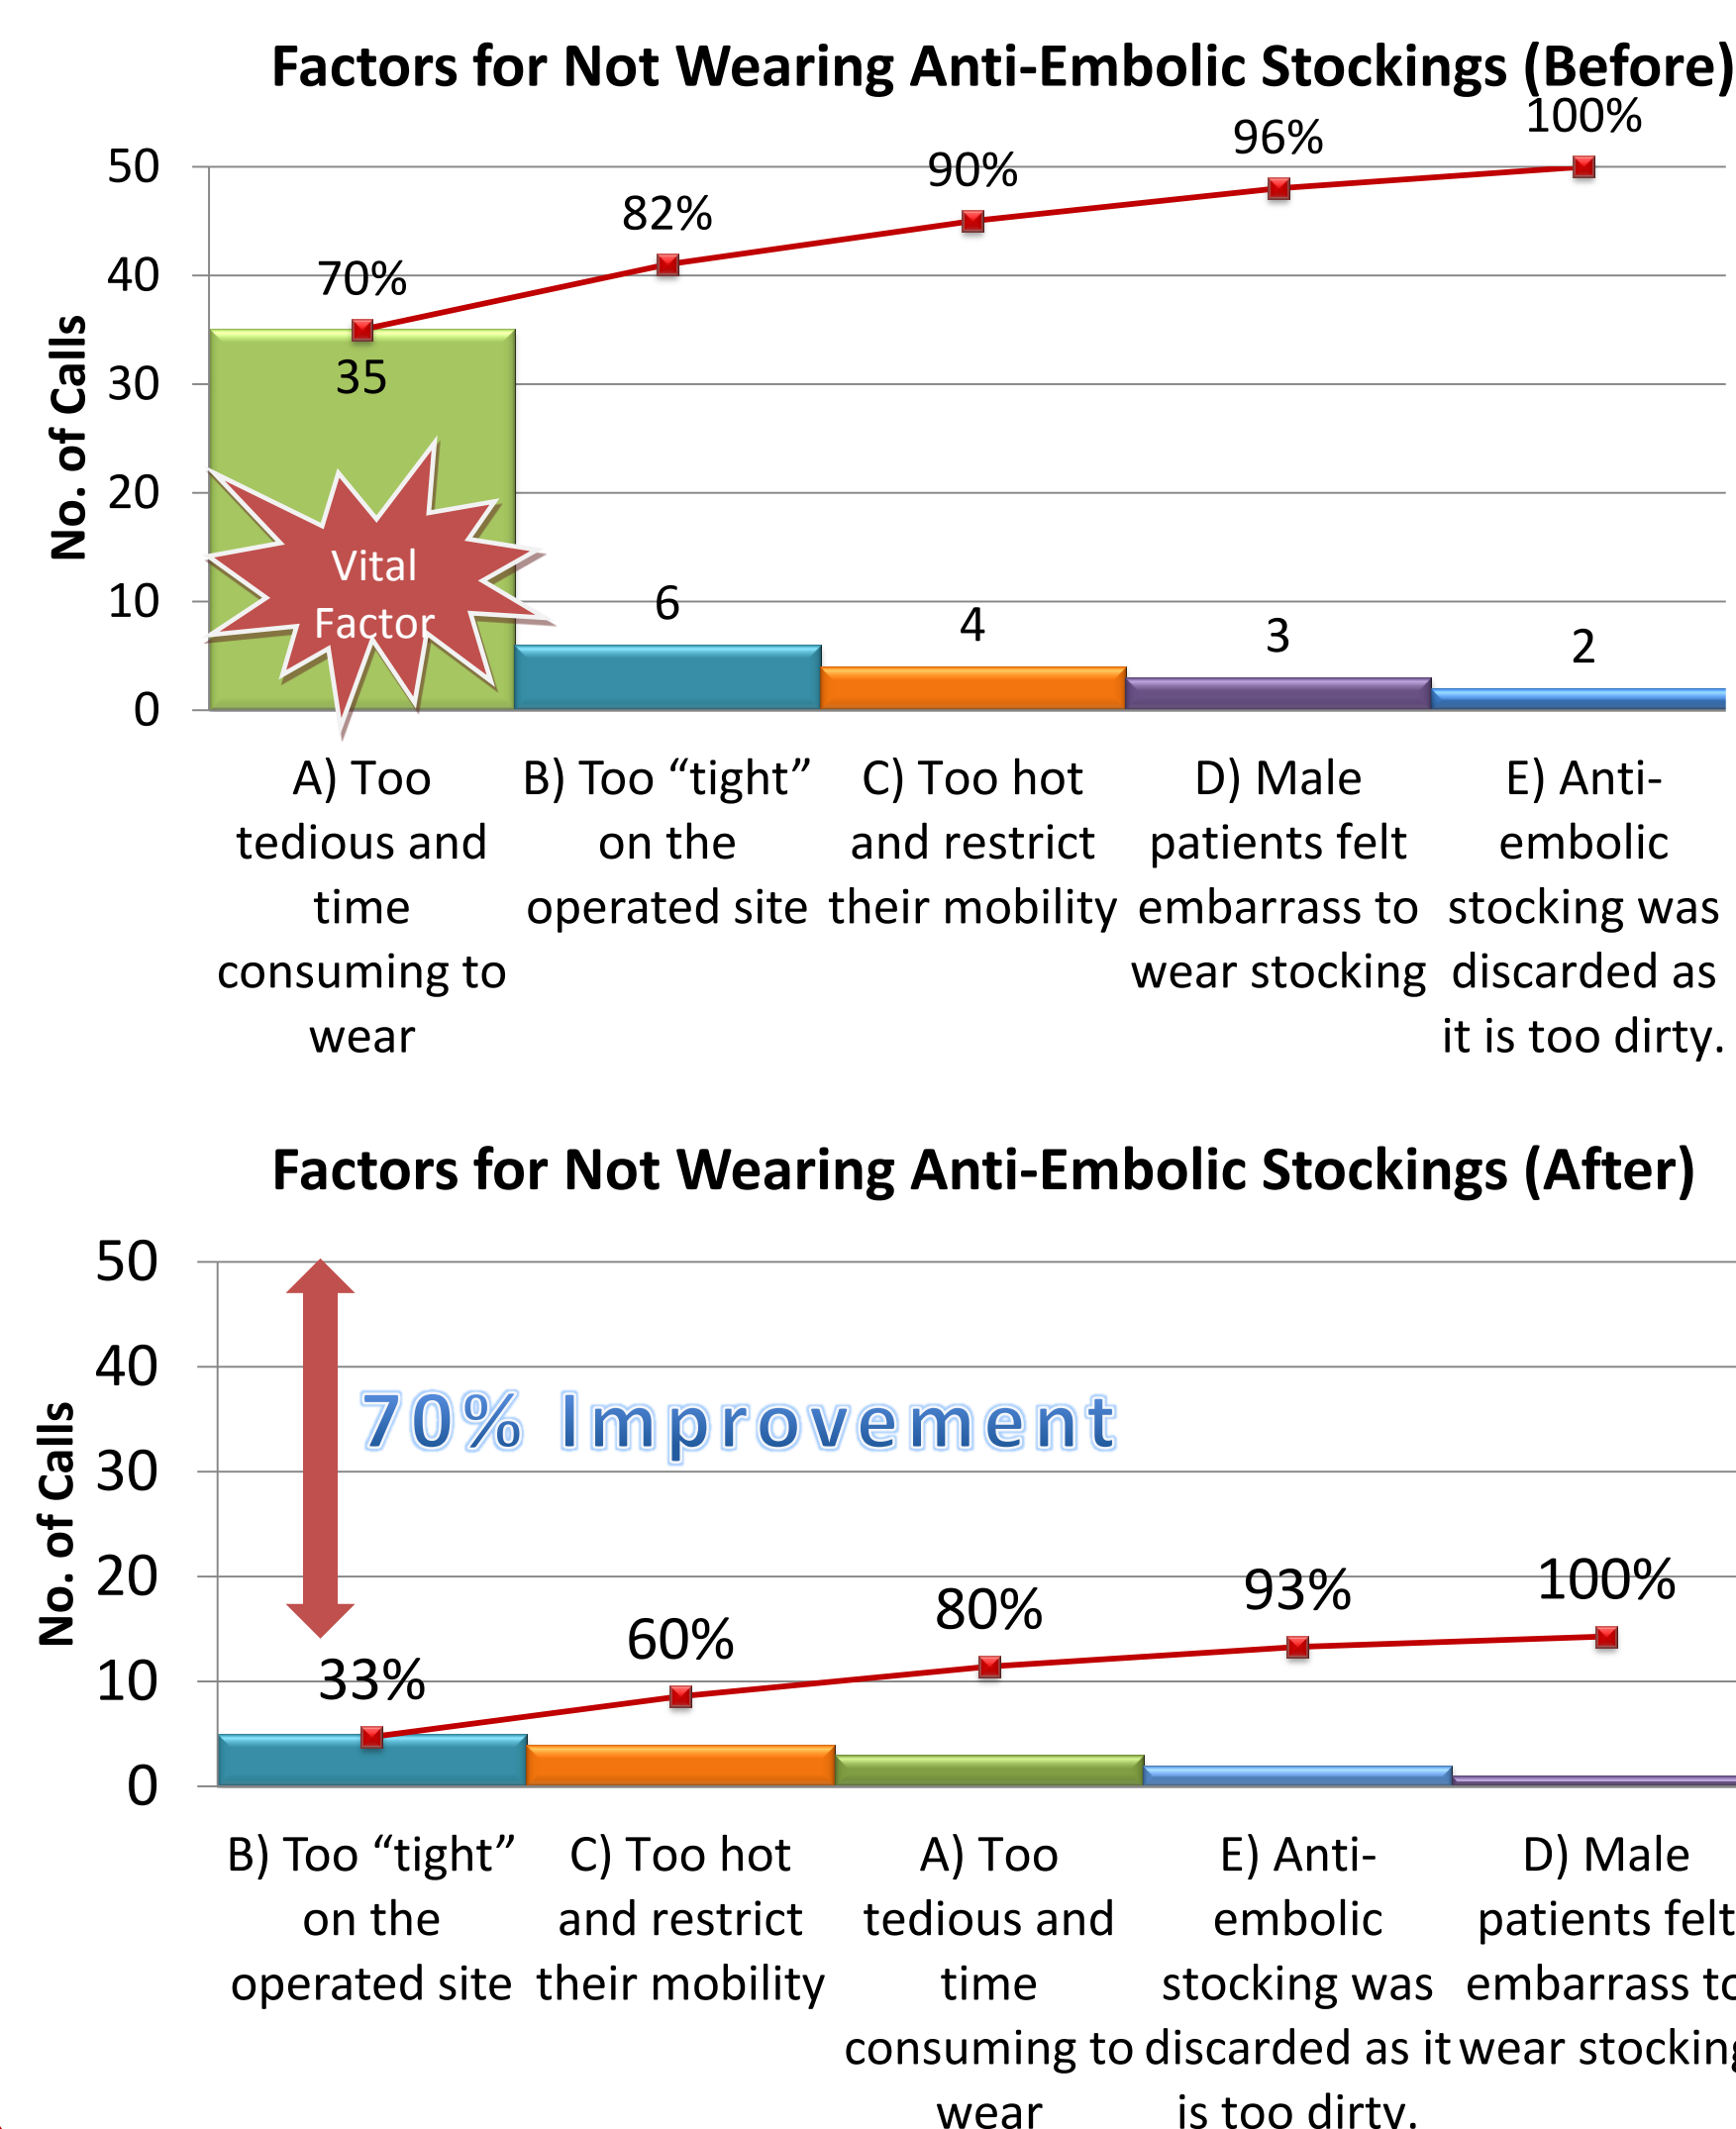 Factors for Not Wearing Anti-Embolic Stockings (Before)
100%
96%
90%
82%
70%
50
40
30
20
10
0
No. of Calls
35
6
4
3
2
Vital
Factor
A) Too
tedious and
time
consuming to
wear
B) Too “tight”
on the
operated site
C) Too hot
and restrict
their mobility
D) Male
patients felt
embarrass to
wear stocking
E) Anti-
embolic
stocking was
discarded as
it is too dirty.
Factors for Not Wearing Anti-Embolic Stockings (After)
50
40
30
20
10
0
No. of Calls
70% Improvement
33%
60%
80%
93%
100%
B) Too “tight”
on the
operated site
C) Too hot
and restrict
their mobility
A) Too
tedious and
time
consuming to
wear
E) Anti-
embolic
stocking was
discarded as it
is too dirty.
D) Male
patients felt
embarrass to
wear stocking